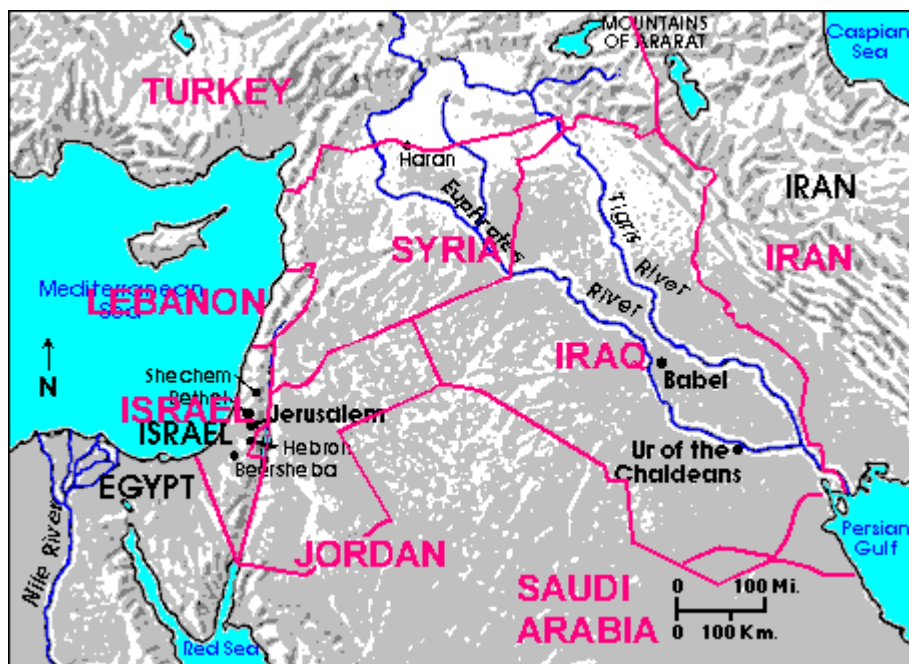 MOUNTAINS
OF ARARAT
Caspian
Sea
TURKEY
Haran
IRAN
Euphrates
Tigris
SYRIA
IRAN
Mediterranean
Sea
LEBANON
River
River
N
IRAQ
Babel
Shechem
Bethel
ISRAEL
Jerusalem
ISRAEL
Hebron
Beersheba
Ur of the
Chaldeans
EGYPT
Nile River
JORDAN
Persian
Gulf
SAUDI
ARABIA
0 100 Mi.
0 100 Km.
Red Sea